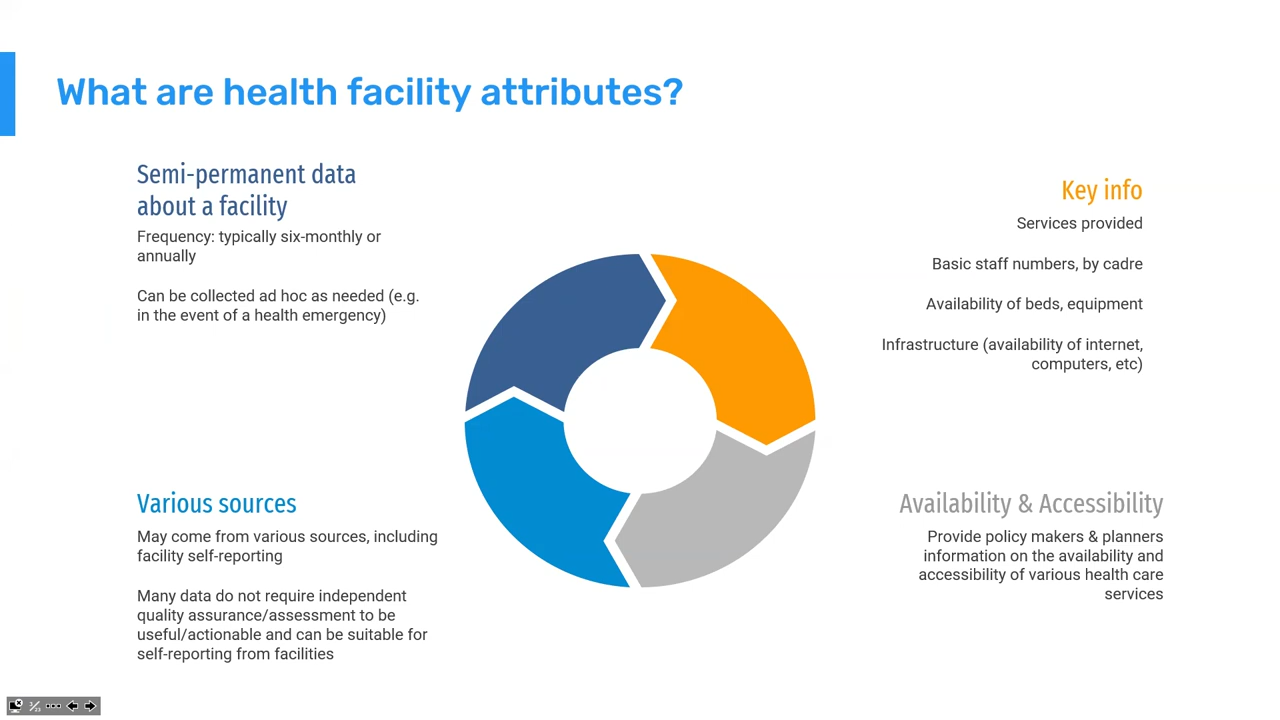 What are health facility attributes?
Semi-permanent data
about a facility
Frequency: typically six-monthly or
annually
Can be collected ad hoc as needed (e.g.
in the event of a health emergency)
Key info
Services provided
Basic staff numbers, by cadre
Availability of beds, equipment
Infrastructure (availability of internet,
computers, etc)
Various sources
May come from various sources, including
facility self-reporting
Many data do not require independent
quality assurance/assessment to be
useful/actionable and can be suitable for
self-reporting from facilities
Availability & Accessibility
Provide policy makers & planners
information on the availability and
accessibility of various health care
services